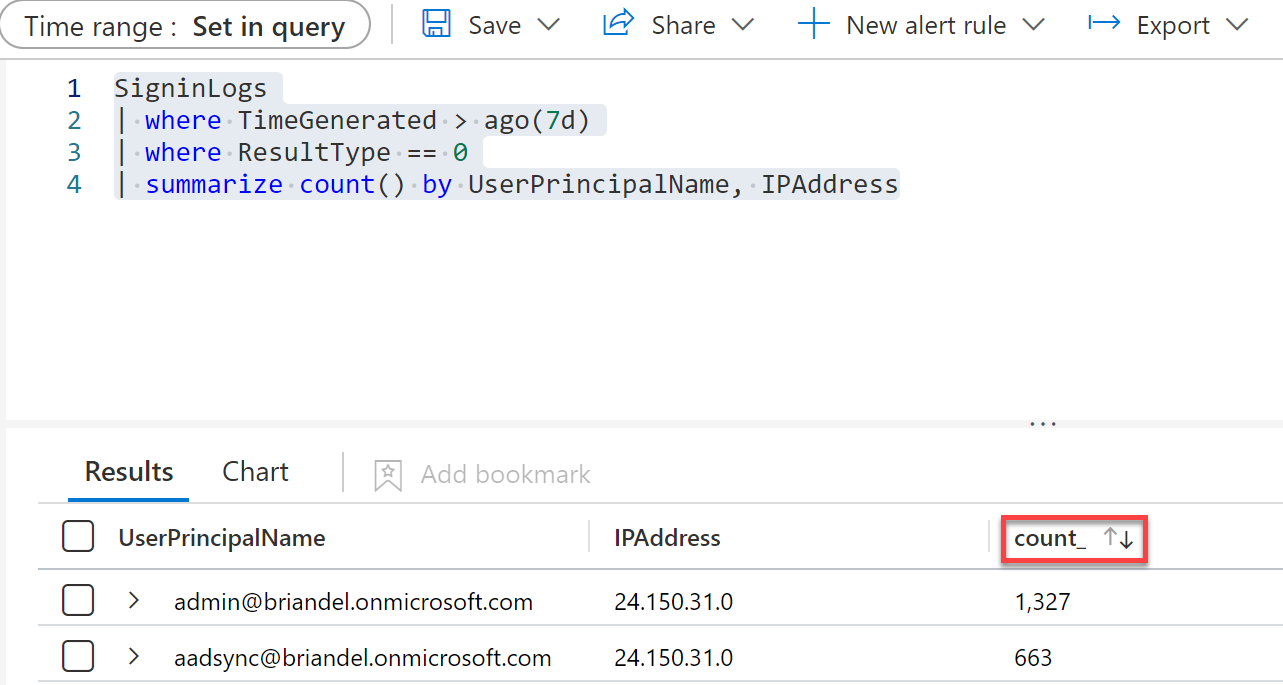 Time range : Set in query Save Share New alert rule Export
1 SigninLogs
2 | where TimeGenerated > ago(7d)
3 | where ResultType == 0
4 | summarize count() by UserPrincipalName, IPAddress
...
Results Chart Add bookmark
UserPrincipalName IPAddress count_ ↑↓
> admin@briandel.onmicrosoft.com 24.150.31.0 1,327
> aadsync@briandel.onmicrosoft.com 24.150.31.0 663